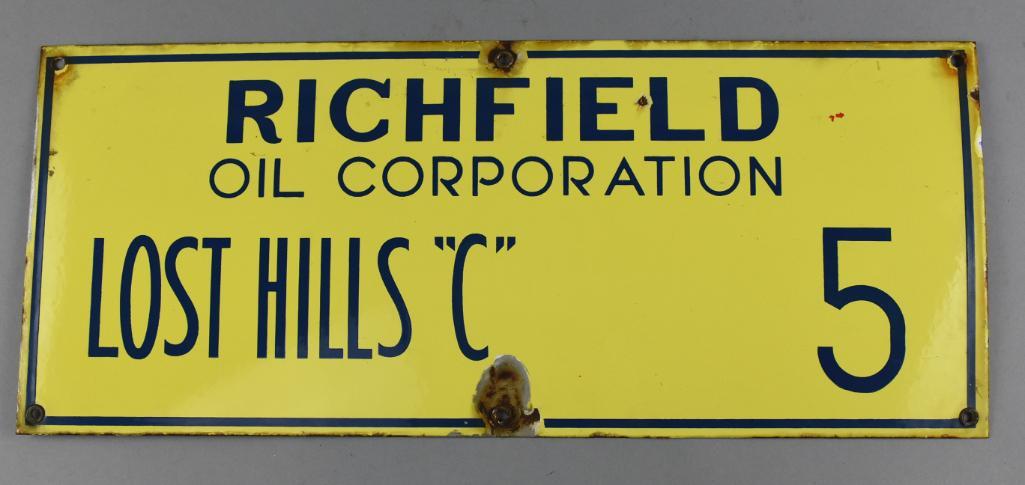 RICHFIELD
OIL CORPORATION
LOST HILLS "C" 5